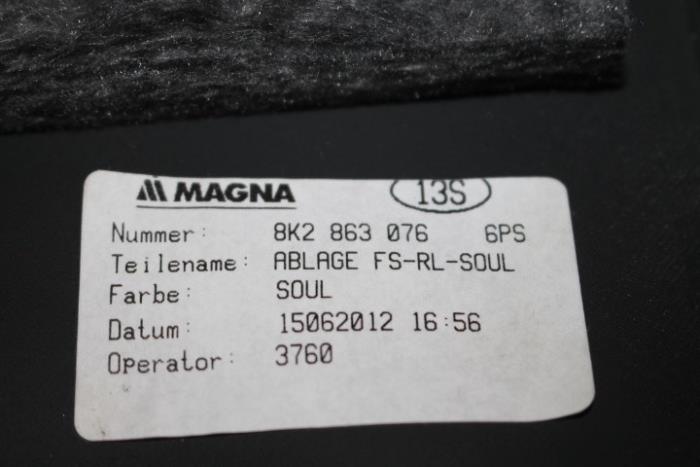 MAGNA 13S
Nummer: 8K2 863 076 6PS
Teilename: ABLAGE FS-RL-SOUL
Farbe: SOUL
Datum: 15062012 16:56
Operator: 3760